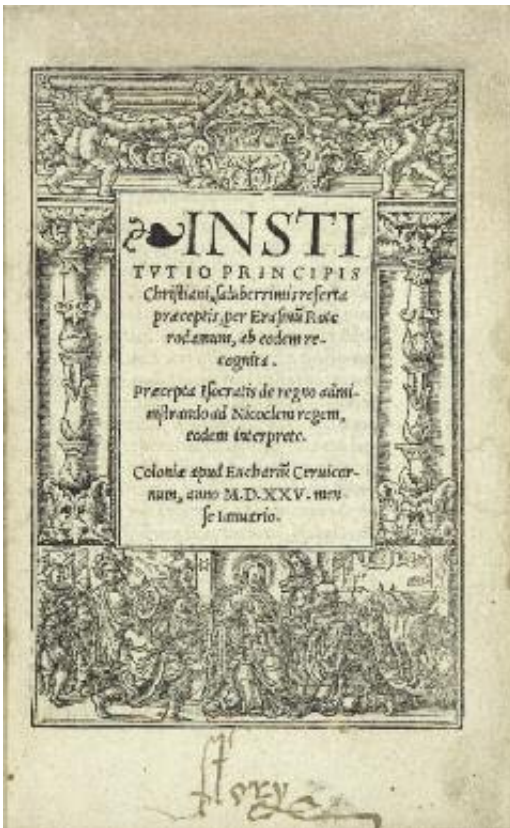 INSTI
TVTIO PRINCIPIS
Christiani, saluberrimis referta
præceptis, per Erasmũ Rote
rodamum, ab eodem re-
cognita.
Præcepta Isocratis de regno admi-
nistrando ad Nicoclem regem,
eodem interprete.
Coloniæ apud Euchariũ Ceruicor-
num, anno M.D.XXV. men-
se Ianuario.